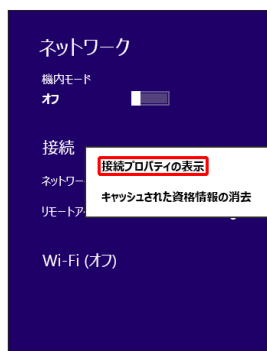 ネットワーク
機内モード
オフ
接続
接続プロパティの表示
ネットワー
キャッシュされた資格情報の消去
リモートア
Wi-Fi (オフ)